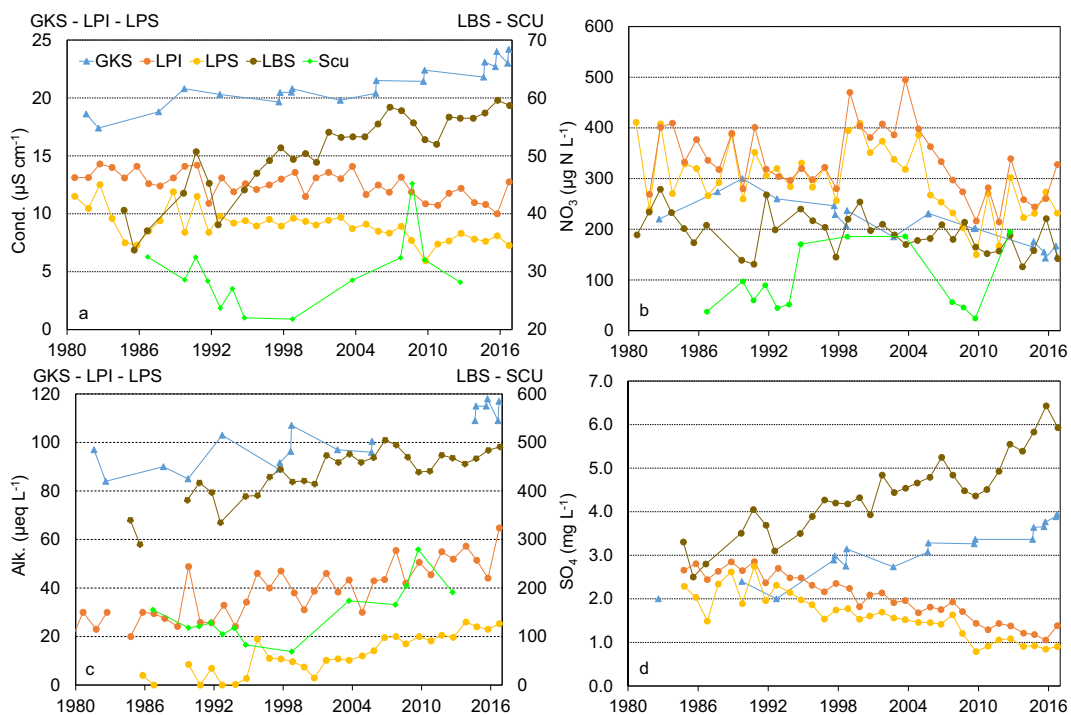 GKS - LPI - LPS LBS - SCU
25 70
GKS LPI LPS LBS Scu
20 60
15 50
10 40
5 30
0 20
Cond. (µS cm⁻¹)
a
1980 1986 1992 1998 2004 2010 2016
600
500
400
300
200
100
0
NO₃ (µg N L⁻¹)
b
1980 1986 1992 1998 2004 2010 2016
GKS - LPI - LPS LBS - SCU
120 600
100 500
80 400
60 300
40 200
20 100
0 0
Alk. (µeq L⁻¹)
c
1980 1986 1992 1998 2004 2010 2016
7.0
6.0
5.0
4.0
3.0
2.0
1.0
0.0
SO₄ (mg L⁻¹)
d
1980 1986 1992 1998 2004 2010 2016